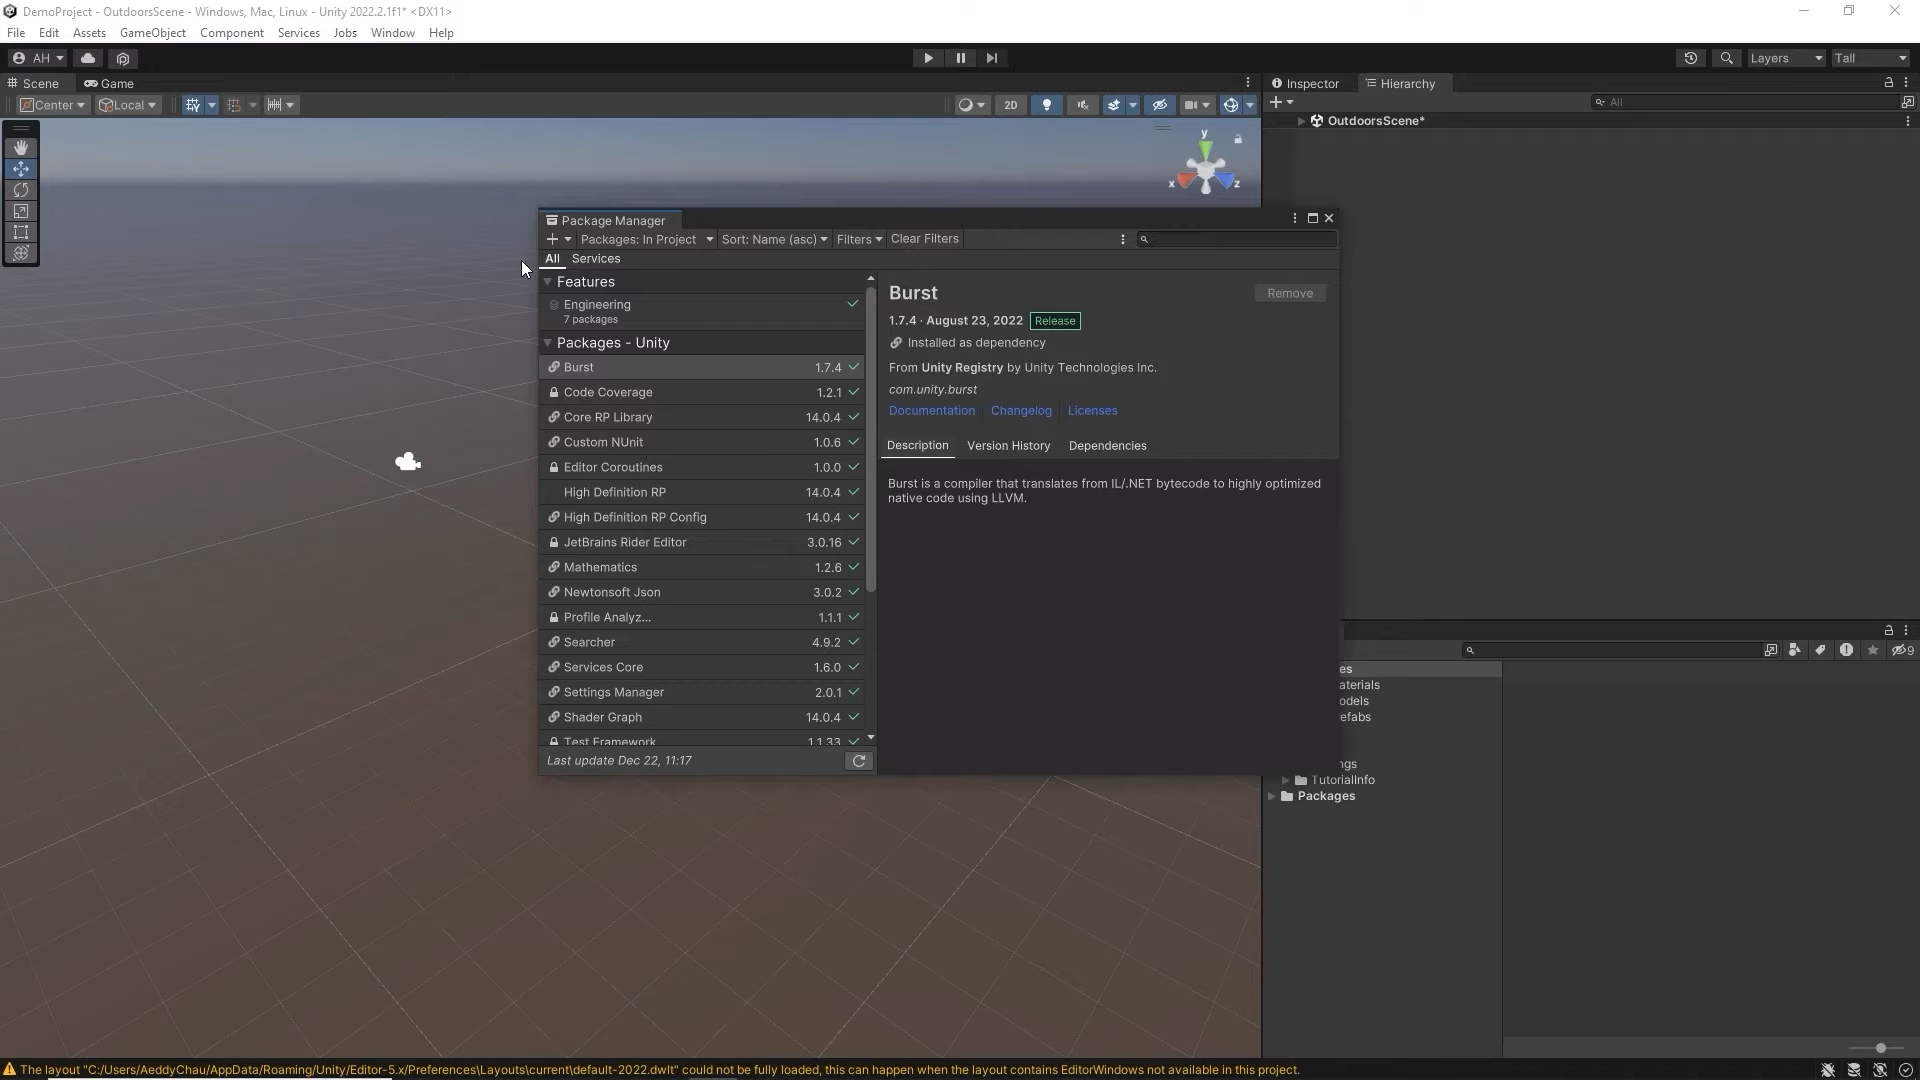 DemoProject - OutdoorsScene - Windows, Mac, Linux - Unity 2022.2.1f1* <DX11>
File Edit Assets GameObject Component Services Jobs Window Help
AH Layers Tall
Scene Game Inspector Hierarchy
Center Local 2D All
OutdoorsScene*
y
x z
Package Manager
Packages: In Project Sort: Name (asc) Filters Clear Filters
All Services
Features
Engineering
7 packages
Packages - Unity
Burst 1.7.4
Code Coverage 1.2.1
Core RP Library 14.0.4
Custom NUnit 1.0.6
Editor Coroutines 1.0.0
High Definition RP 14.0.4
High Definition RP Config 14.0.4
JetBrains Rider Editor 3.0.16
Mathematics 1.2.6
Newtonsoft Json 3.0.2
Profile Analyz... 1.1.1
Searcher 4.9.2
Services Core 1.6.0
Settings Manager 2.0.1
Shader Graph 14.0.4
Test Framework 1.1.33
Last update Dec 22, 11:17
Burst Remove
1.7.4 · August 23, 2022 Release
Installed as dependency
From Unity Registry by Unity Technologies Inc.
com.unity.burst
Documentation Changelog Licenses
Description Version History Dependencies
Burst is a compiler that translates from IL/.NET bytecode to highly optimized
native code using LLVM.
9
es
aterials
odels
efabs
ngs
TutorialInfo
Packages
The layout "C:/Users/AeddyChau/AppData/Roaming/Unity/Editor-5.x/Preferences\Layouts\current\default-2022.dwlt" could not be fully loaded, this can happen when the layout contains EditorWindows not available in this project.